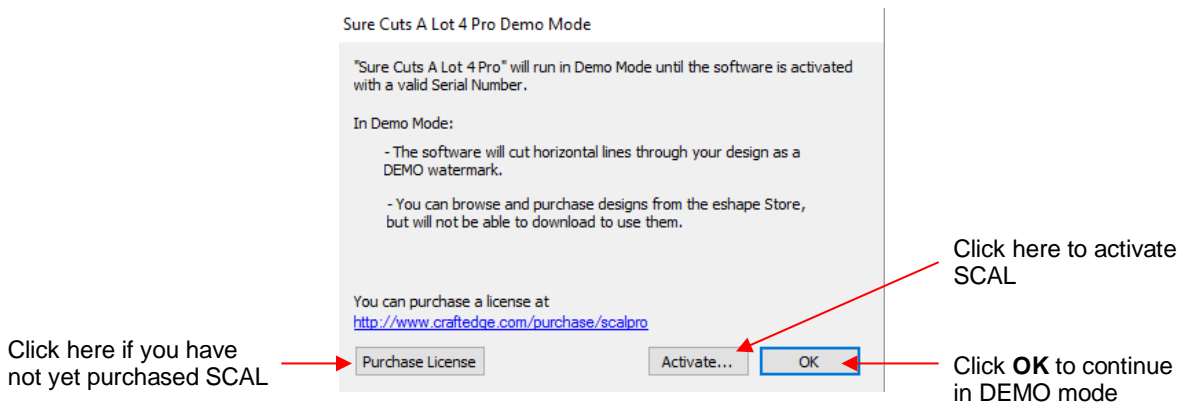 Sure Cuts A Lot 4 Pro Demo Mode
"Sure Cuts A Lot 4 Pro" will run in Demo Mode until the software is activated
with a valid Serial Number.
In Demo Mode:
- The software will cut horizontal lines through your design as a
DEMO watermark.
- You can browse and purchase designs from the eshape Store,
but will not be able to download to use them.
Click here to activate
SCAL
You can purchase a license at
http://www.craftedge.com/purchase/scalpro
Click here if you have
not yet purchased SCAL
Purchase License
Activate...
OK
Click OK to continue
in DEMO mode